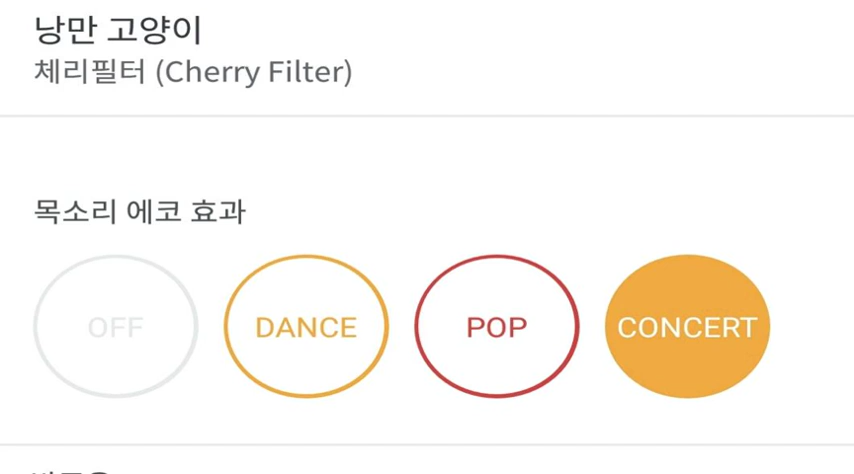 낭만 고양이
체리필터 (Cherry Filter)
목소리 에코 효과
OFF DANCE POP CONCERT